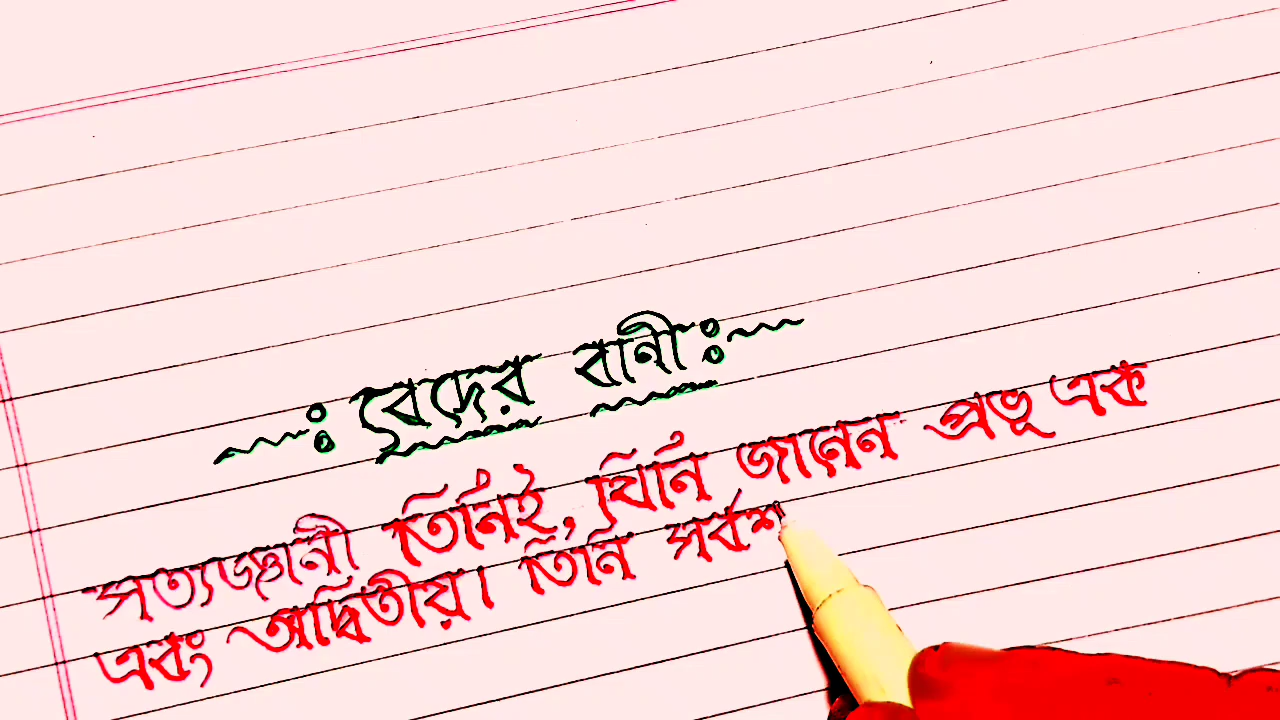 ঃ বেদের বানী ঃ
সত্যজ্ঞানী তিনিই, যিনি জানেন প্রভূ এক
এবং অদ্বিতীয়। তিনি সর্বশ